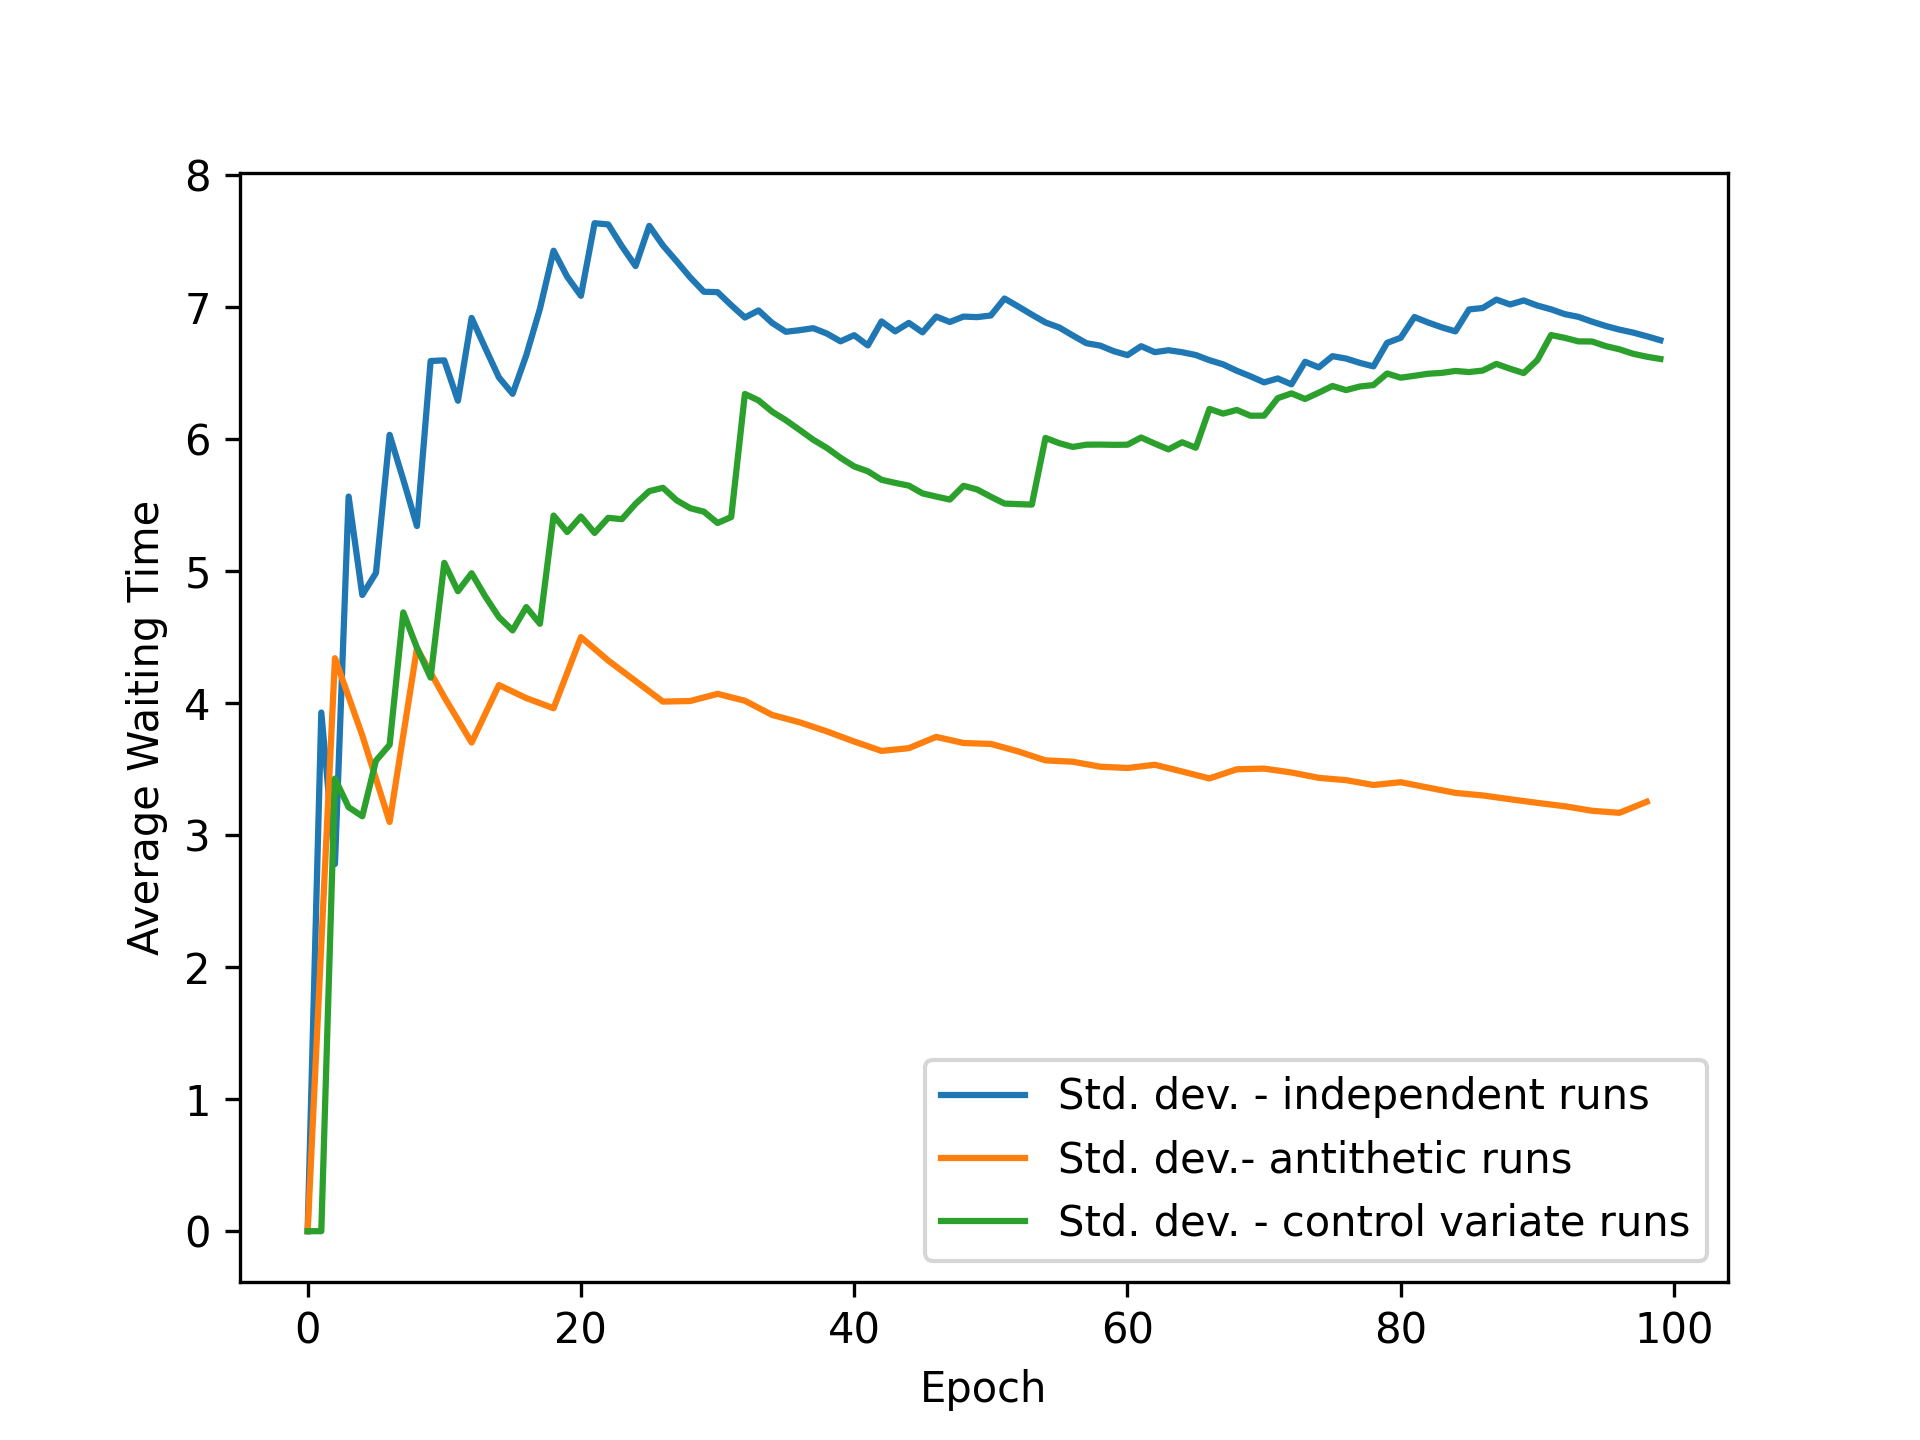 8
7
6
5
4
3
2
1
0
Average Waiting Time
Std. dev. - independent runs
Std. dev.- antithetic runs
Std. dev. - control variate runs
0 20 40 60 80 100
Epoch